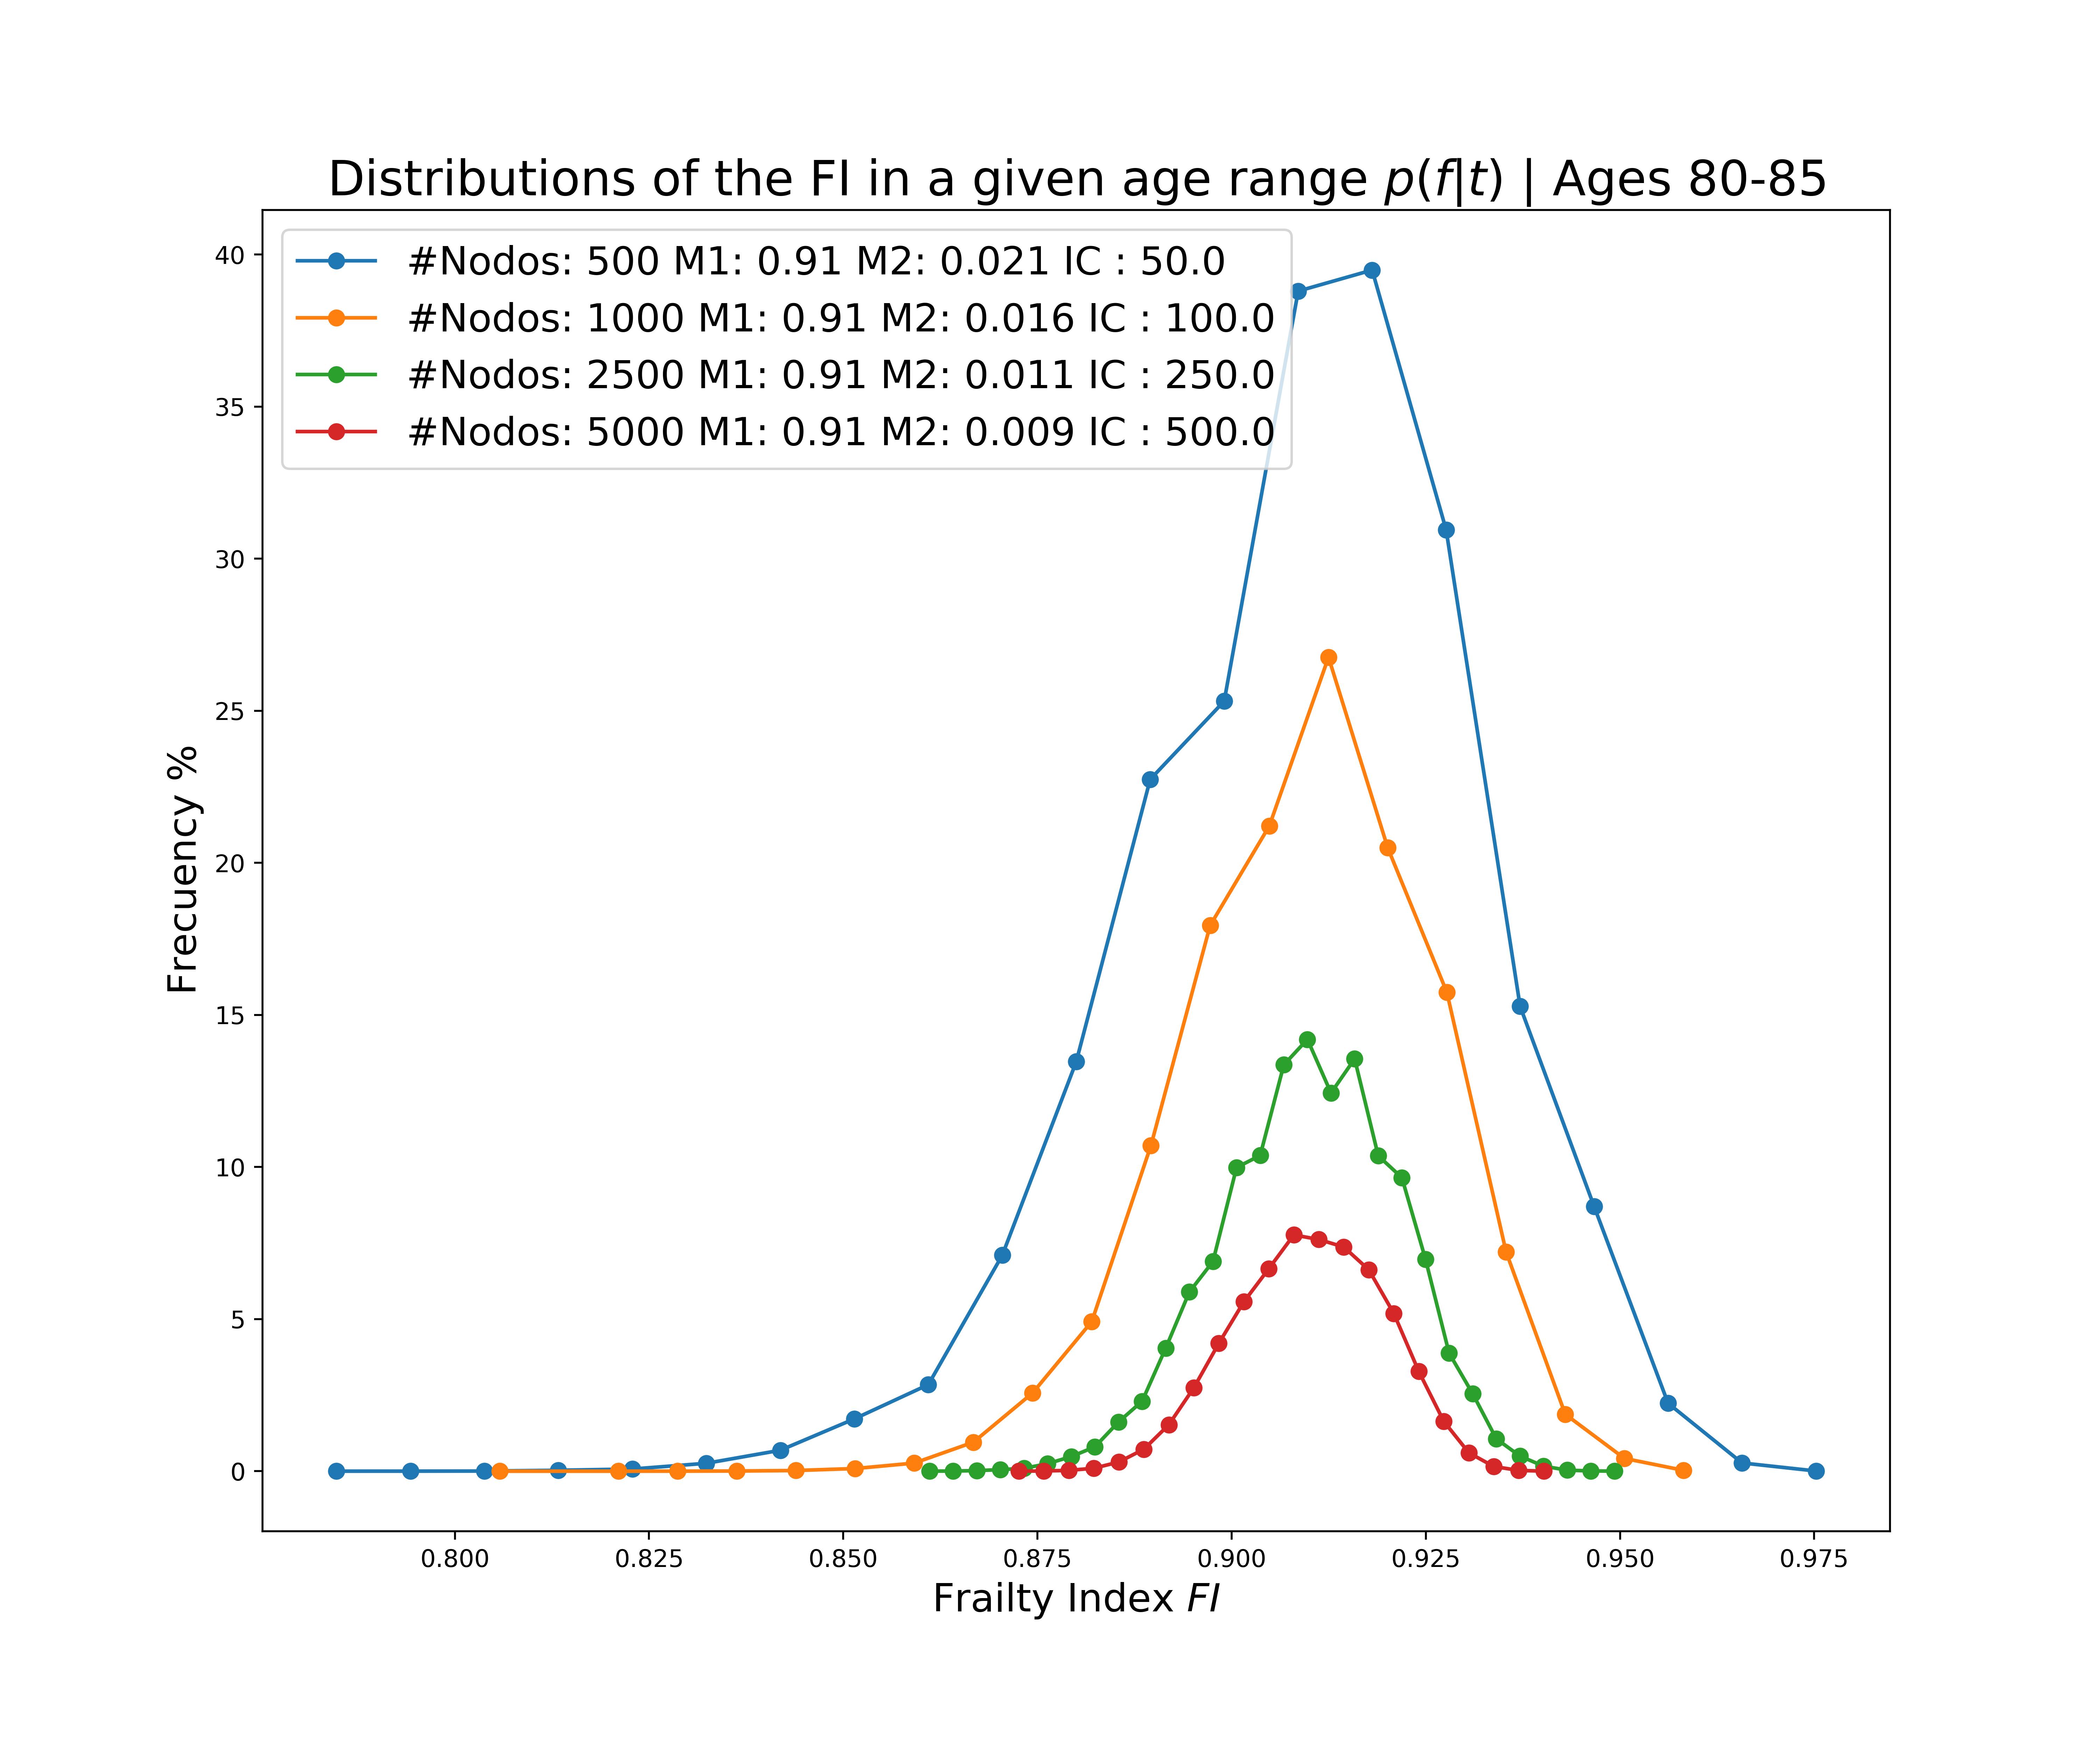 Distributions of the FI in a given age range p(f|t) | Ages 80-85
#Nodos: 500 M1: 0.91 M2: 0.021 IC : 50.0
#Nodos: 1000 M1: 0.91 M2: 0.016 IC : 100.0
#Nodos: 2500 M1: 0.91 M2: 0.011 IC : 250.0
#Nodos: 5000 M1: 0.91 M2: 0.009 IC : 500.0
Frecuency %
40
35
30
25
20
15
10
5
0
0.800 0.825 0.850 0.875 0.900 0.925 0.950 0.975
Frailty Index FI